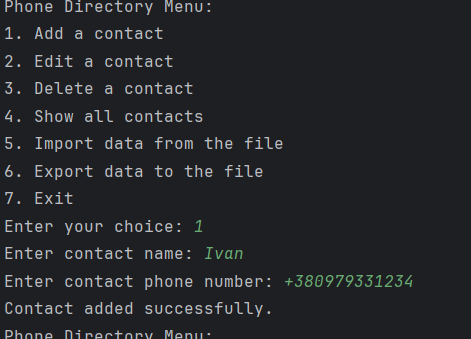 Phone Directory Menu:
1. Add a contact
2. Edit a contact
3. Delete a contact
4. Show all contacts
5. Import data from the file
6. Export data to the file
7. Exit
Enter your choice: 1
Enter contact name: Ivan
Enter contact phone number: +380979331234
Contact added successfully.
Phone Directory Menu: